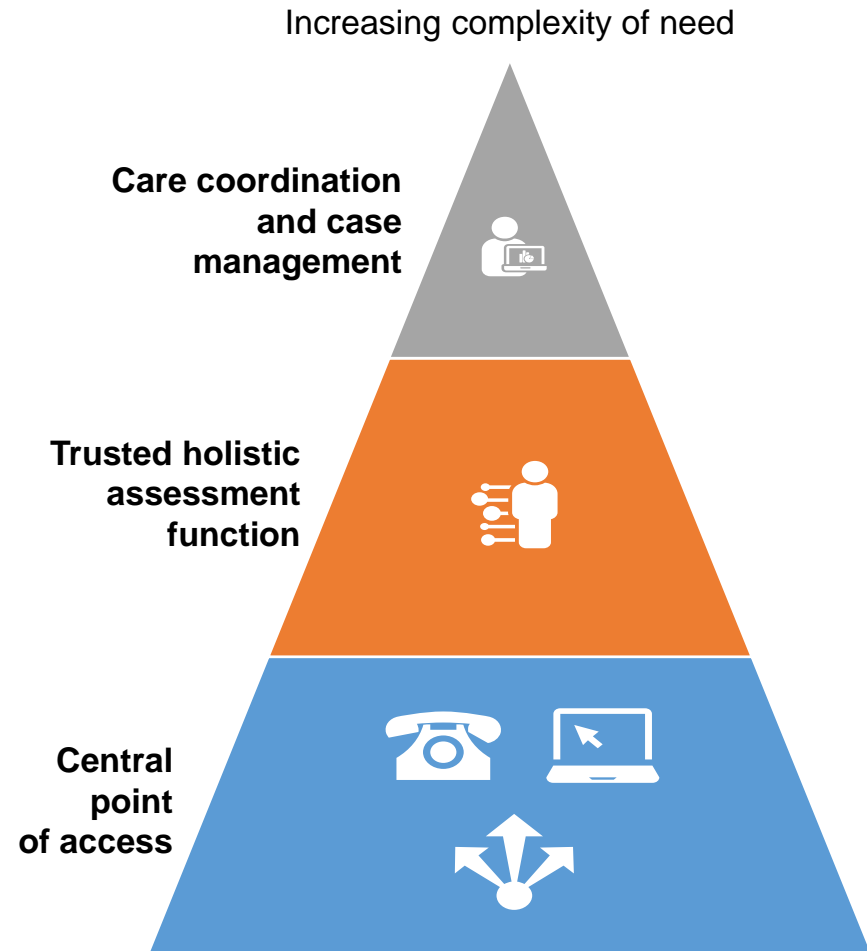 Increasing complexity of need
Care coordination
and case
management
Trusted holistic
assessment
function
Central
point
of access